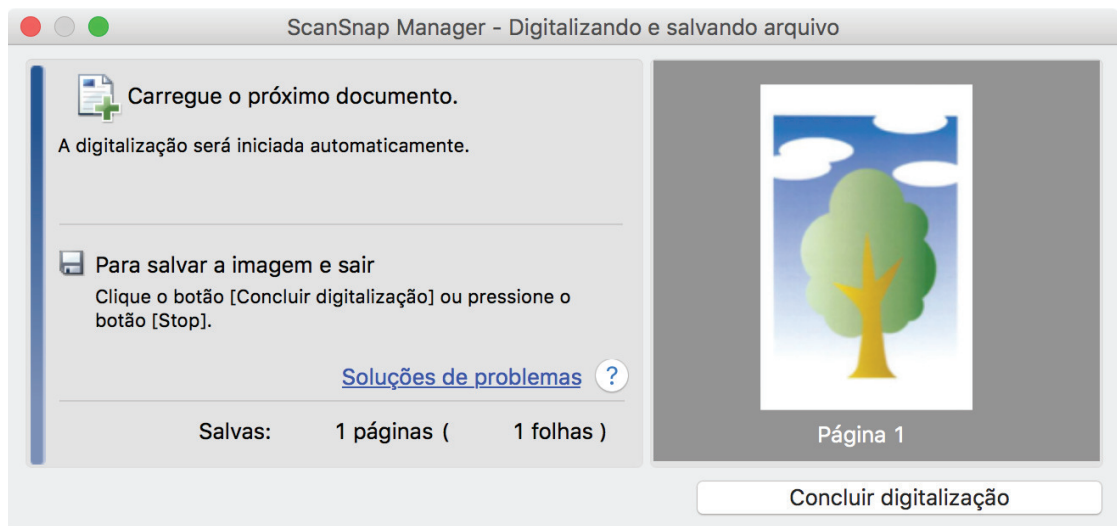 ScanSnap Manager - Digitalizando e salvando arquivo
Carregue o próximo documento.
A digitalização será iniciada automaticamente.
Para salvar a imagem e sair
Clique o botão [Concluir digitalização] ou pressione o
botão [Stop].
Soluções de problemas ?
Salvas: 1 páginas ( 1 folhas )
Página 1
Concluir digitalização